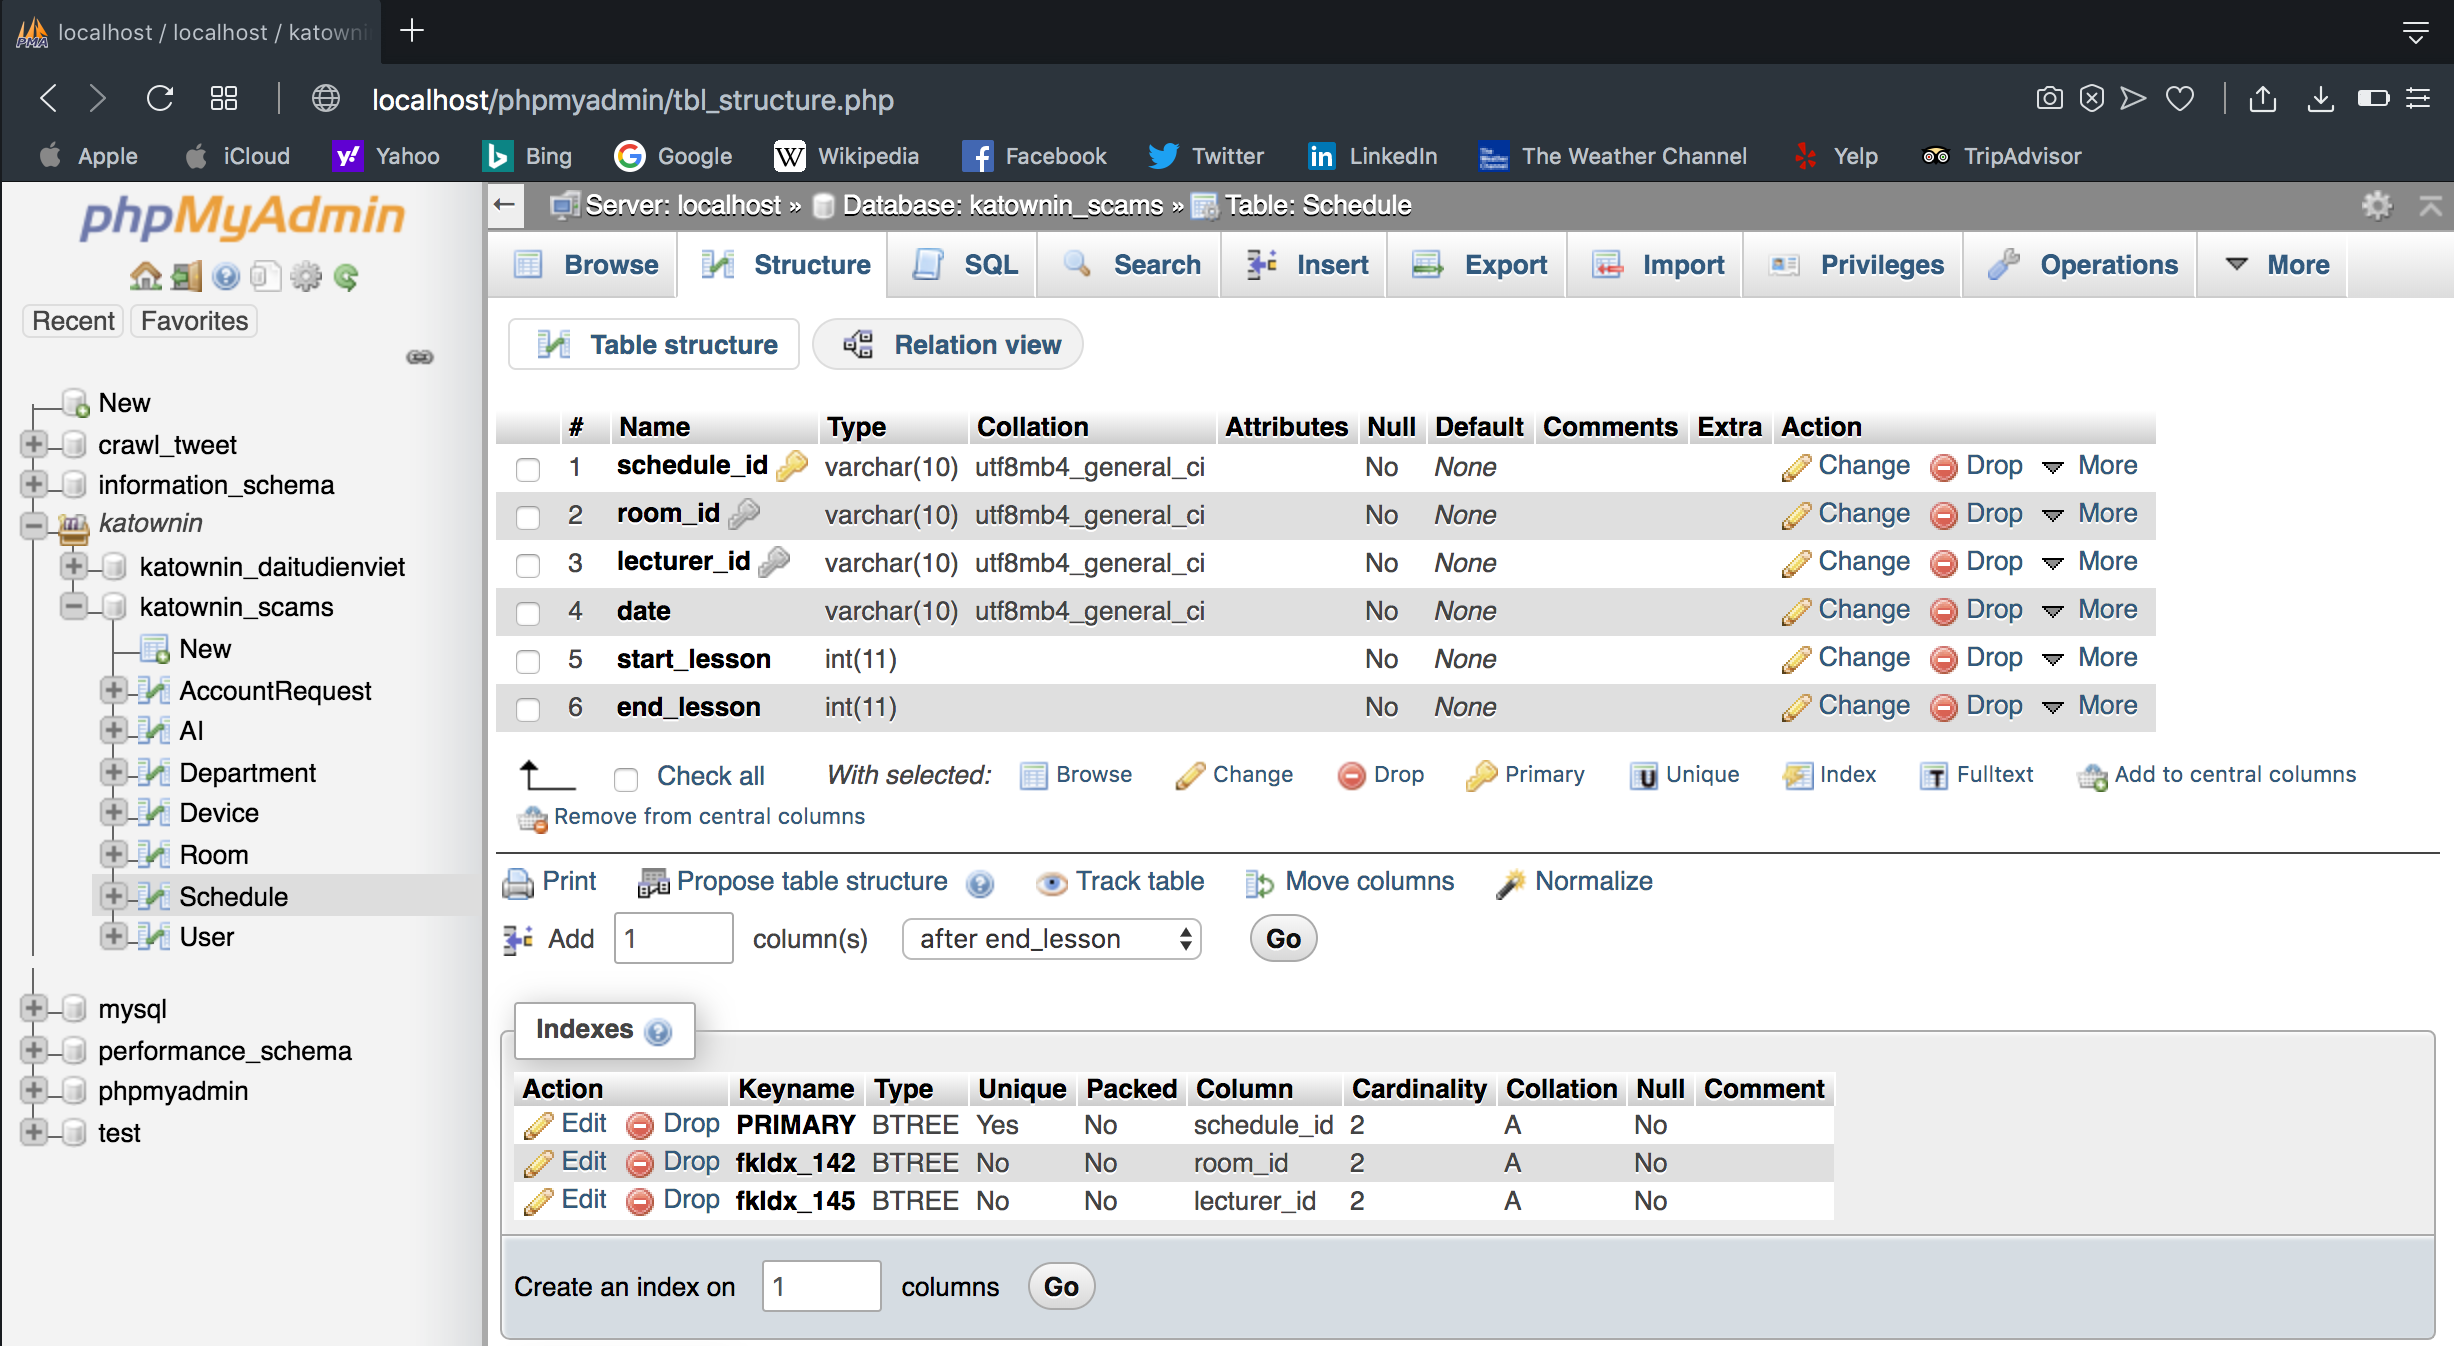 localhost / localhost / katowni
localhost/phpmyadmin/tbl_structure.php
Apple iCloud Yahoo Bing Google Wikipedia Facebook Twitter LinkedIn The Weather Channel Yelp TripAdvisor
phpMyAdmin
Recent Favorites
New
crawl_tweet
information_schema
katownin
katownin_daitudienviet
katownin_scams
New
AccountRequest
AI
Department
Device
Room
Schedule
User
mysql
performance_schema
phpmyadmin
test
Server: localhost » Database: katownin_scams » Table: Schedule
Browse Structure SQL Search Insert Export Import Privileges Operations More
Table structure Relation view
# Name Type Collation Attributes Null Default Comments Extra Action
1 schedule_id varchar(10) utf8mb4_general_ci No None Change Drop More
2 room_id varchar(10) utf8mb4_general_ci No None Change Drop More
3 lecturer_id varchar(10) utf8mb4_general_ci No None Change Drop More
4 date varchar(10) utf8mb4_general_ci No None Change Drop More
5 start_lesson int(11) No None Change Drop More
6 end_lesson int(11) No None Change Drop More
Check all With selected: Browse Change Drop Primary Unique Index Fulltext Add to central columns
Remove from central columns
Print Propose table structure Track table Move columns Normalize
Add 1 column(s) after end_lesson Go
Indexes
Action Keyname Type Unique Packed Column Cardinality Collation Null Comment
Edit Drop PRIMARY BTREE Yes No schedule_id 2 A No
Edit Drop fkIdx_142 BTREE No No room_id 2 A No
Edit Drop fkIdx_145 BTREE No No lecturer_id 2 A No
Create an index on 1 columns Go